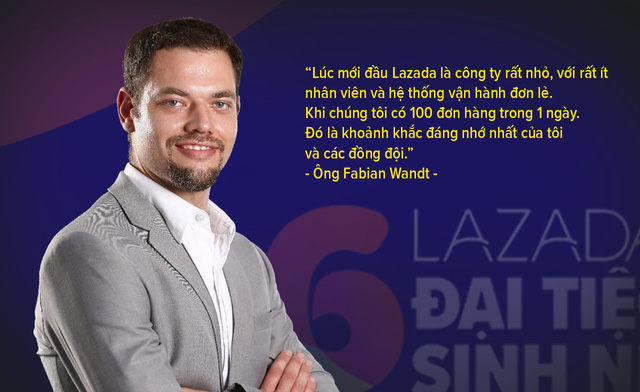 “Lúc mới đầu Lazada là công ty rất nhỏ, với rất ít
nhân viên và hệ thống vận hành đơn lẻ.
Khi chúng tôi có 100 đơn hàng trong 1 ngày.
Đó là khoảnh khắc đáng nhớ nhất của tôi
và các đồng đội.”
- Ông Fabian Wandt -
6
LAZADA
ĐẠI TIỆ
SINH N